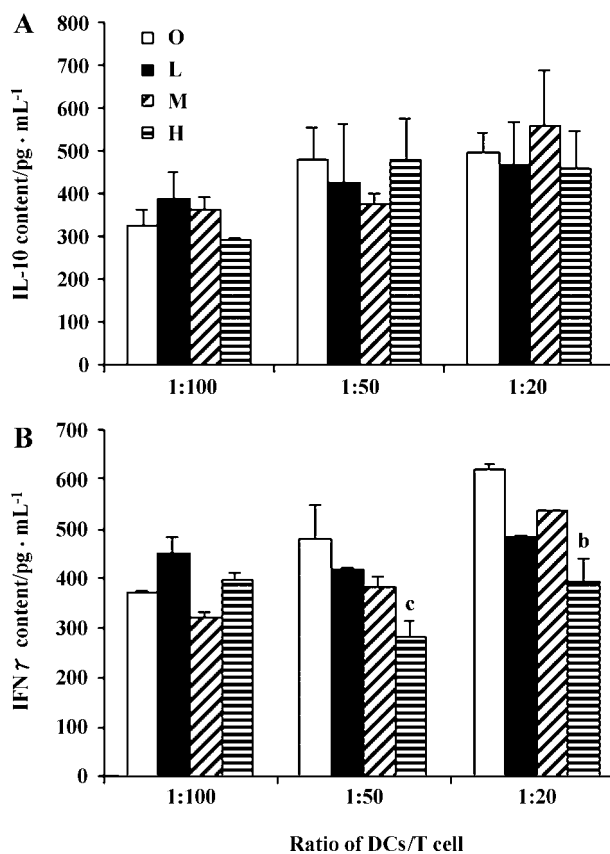 A
IL-10 content/pg · mL-1
800
700
600
500
400
300
200
100
0
O
L
M
H
1:100 1:50 1:20
B
IFNγ content/pg · mL-1
700
600
500
400
300
200
100
0
c
b
1:100 1:50 1:20
Ratio of DCs/T cell